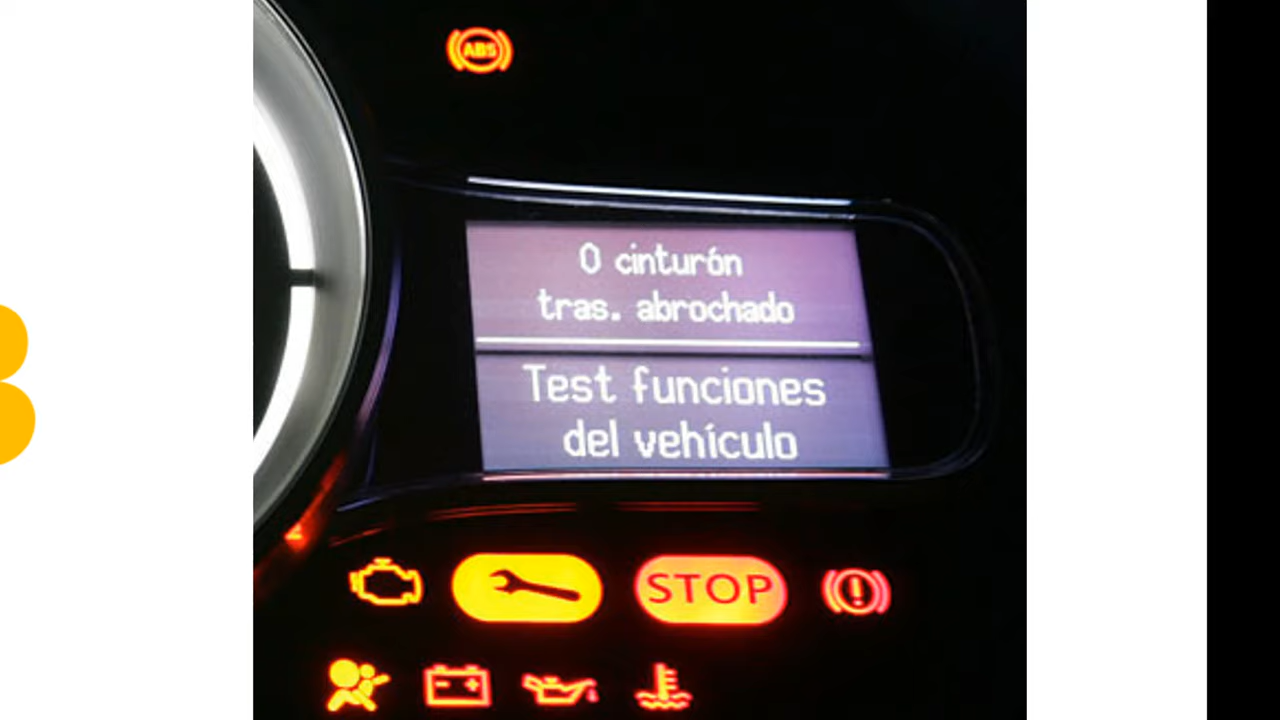 ABS
0 cinturón
tras. abrochado
Test funciones
del vehículo
STOP